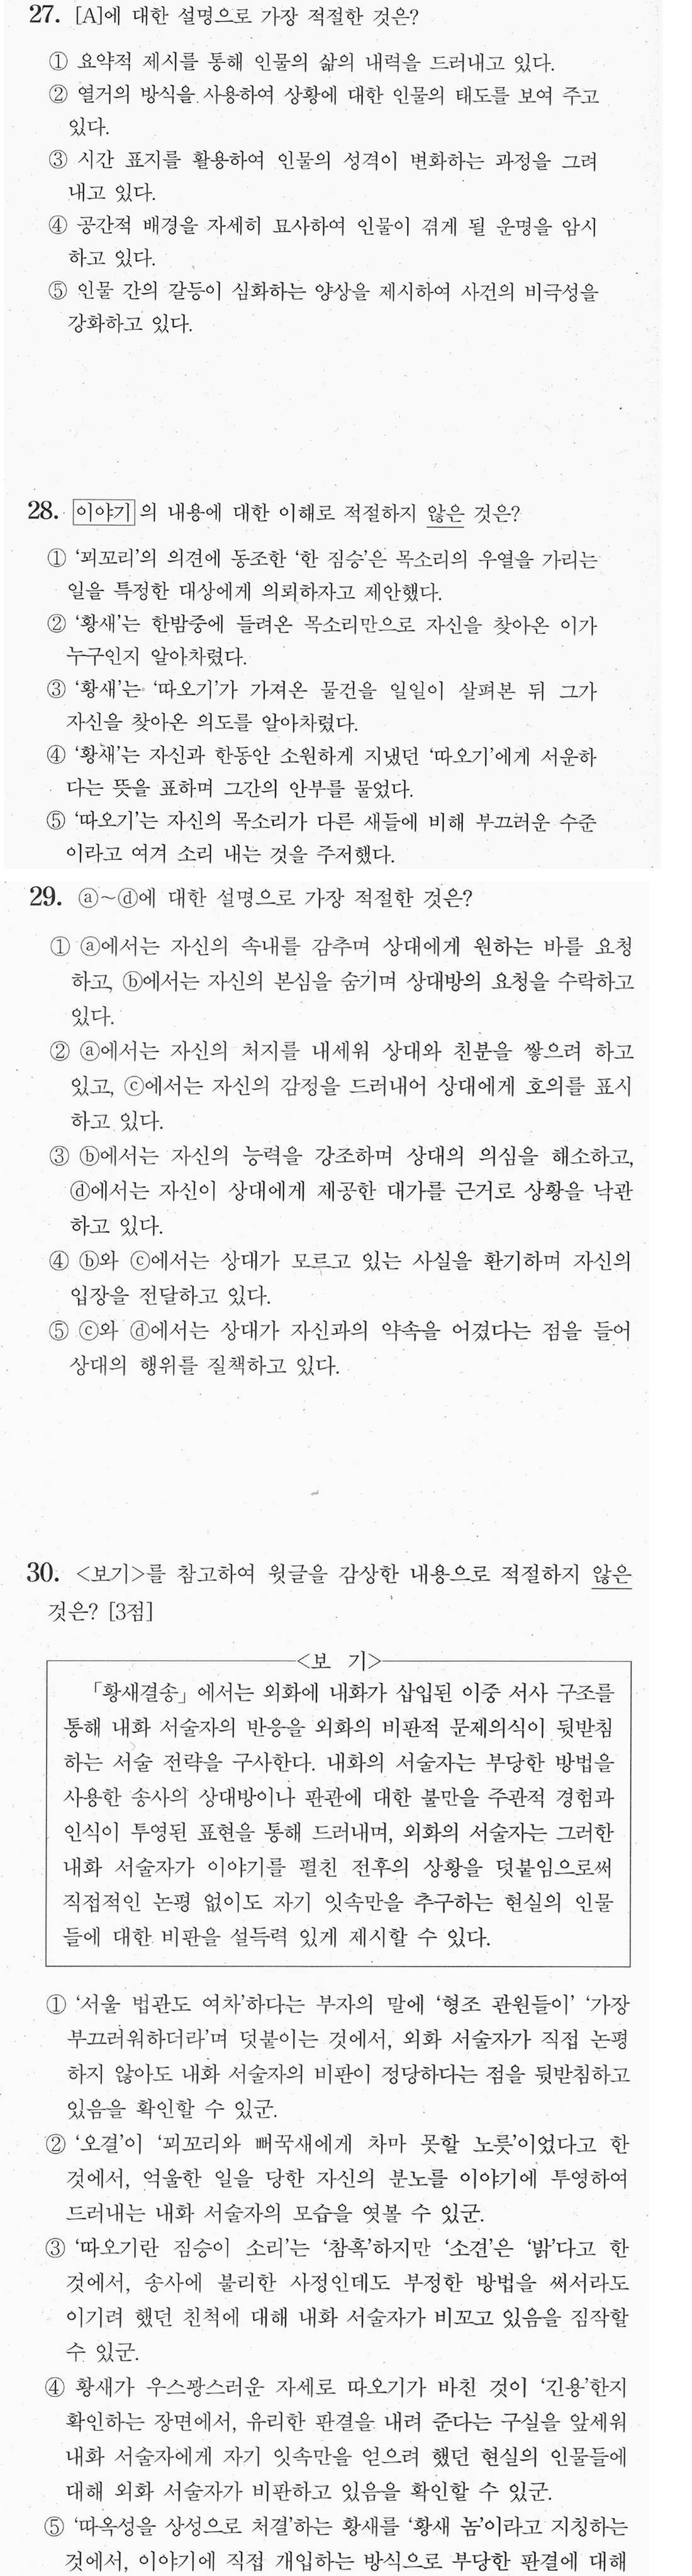 27. [A]에 대한 설명으로 가장 적절한 것은?
① 요약적 제시를 통해 인물의 삶의 내력을 드러내고 있다.
② 열거의 방식을 사용하여 상황에 대한 인물의 태도를 보여 주고
있다.
③ 시간 표지를 활용하여 인물의 성격이 변화하는 과정을 그려
내고 있다.
④ 공간적 배경을 자세히 묘사하여 인물이 겪게 될 운명을 암시
하고 있다.
⑤ 인물 간의 갈등이 심화하는 양상을 제시하여 사건의 비극성을
강화하고 있다.
28. 이야기의 내용에 대한 이해로 적절하지 않은 것은?
① ‘꾀꼬리’의 의견에 동조한 ‘한 짐승’은 목소리의 우열을 가리는
일을 특정한 대상에게 의뢰하자고 제안했다.
② ‘황새’는 한밤중에 들려온 목소리만으로 자신을 찾아온 이가
누구인지 알아차렸다.
③ ‘황새’는 ‘따오기’가 가져온 물건을 일일이 살펴본 뒤 그가
자신을 찾아온 의도를 알아차렸다.
④ ‘황새’는 자신과 한동안 소원하게 지냈던 ‘따오기’에게 서운하
다는 뜻을 표하며 그간의 안부를 물었다.
⑤ ‘따오기’는 자신의 목소리가 다른 새들에 비해 부끄러운 수준
이라고 여겨 소리 내는 것을 주저했다.
29. ⓐ~ⓓ에 대한 설명으로 가장 적절한 것은?
① ⓐ에서는 자신의 속내를 감추며 상대에게 원하는 바를 요청
하고, ⓑ에서는 자신의 본심을 숨기며 상대방의 요청을 수락하고
있다.
② ⓐ에서는 자신의 처지를 내세워 상대와 친분을 쌓으려 하고
있고, ⓒ에서는 자신의 감정을 드러내어 상대에게 호의를 표시
하고 있다.
③ ⓑ에서는 자신의 능력을 강조하며 상대의 의심을 해소하고,
ⓓ에서는 자신이 상대에게 제공한 대가를 근거로 상황을 낙관
하고 있다.
④ ⓑ와 ⓒ에서는 상대가 모르고 있는 사실을 환기하며 자신의
입장을 전달하고 있다.
⑤ ⓒ와 ⓓ에서는 상대가 자신과의 약속을 어겼다는 점을 들어
상대의 행위를 질책하고 있다.
30. <보기>를 참고하여 윗글을 감상한 내용으로 적절하지 않은
것은? [3점]
<보 기>
「황새결송」에서는 외화에 내화가 삽입된 이중 서사 구조를
통해 내화 서술자의 반응을 외화의 비판적 문제의식이 뒷받침
하는 서술 전략을 구사한다. 내화의 서술자는 부당한 방법을
사용한 송사의 상대방이나 판관에 대한 불만을 주관적 경험과
인식이 투영된 표현을 통해 드러내며, 외화의 서술자는 그러한
내화 서술자가 이야기를 펼친 전후의 상황을 덧붙임으로써
직접적인 논평 없이도 자기 잇속만을 추구하는 현실의 인물
들에 대한 비판을 설득력 있게 제시할 수 있다.
① ‘서울 법관도 여차’하다는 부자의 말에 ‘형조 관원들이’ ‘가장
부끄러워하더라’며 덧붙이는 것에서, 외화 서술자가 직접 논평
하지 않아도 내화 서술자의 비판이 정당하다는 점을 뒷받침하고
있음을 확인할 수 있군.
② ‘오결’이 ‘꾀꼬리와 뻐꾹새에게 차마 못할 노릇’이었다고 한
것에서, 억울한 일을 당한 자신의 분노를 이야기에 투영하여
드러내는 내화 서술자의 모습을 엿볼 수 있군.
③ ‘따오기란 짐승이 소리’는 ‘참혹’하지만 ‘소견’은 ‘밝’다고 한
것에서, 송사에 불리한 사정인데도 부정한 방법을 써서라도
이기려 했던 친척에 대해 내화 서술자가 비꼬고 있음을 짐작할
수 있군.
④ 황새가 우스꽝스러운 자세로 따오기가 바친 것이 ‘긴용’한지
확인하는 장면에서, 유리한 판결을 내려 준다는 구실을 앞세워
내화 서술자에게 자기 잇속만을 얻으려 했던 현실의 인물들에
대해 외화 서술자가 비판하고 있음을 확인할 수 있군.
⑤ ‘따옥성을 상성으로 처결’하는 황새를 ‘황새 놈’이라고 지칭하는
것에서, 이야기에 직접 개입하는 방식으로 부당한 판결에 대해